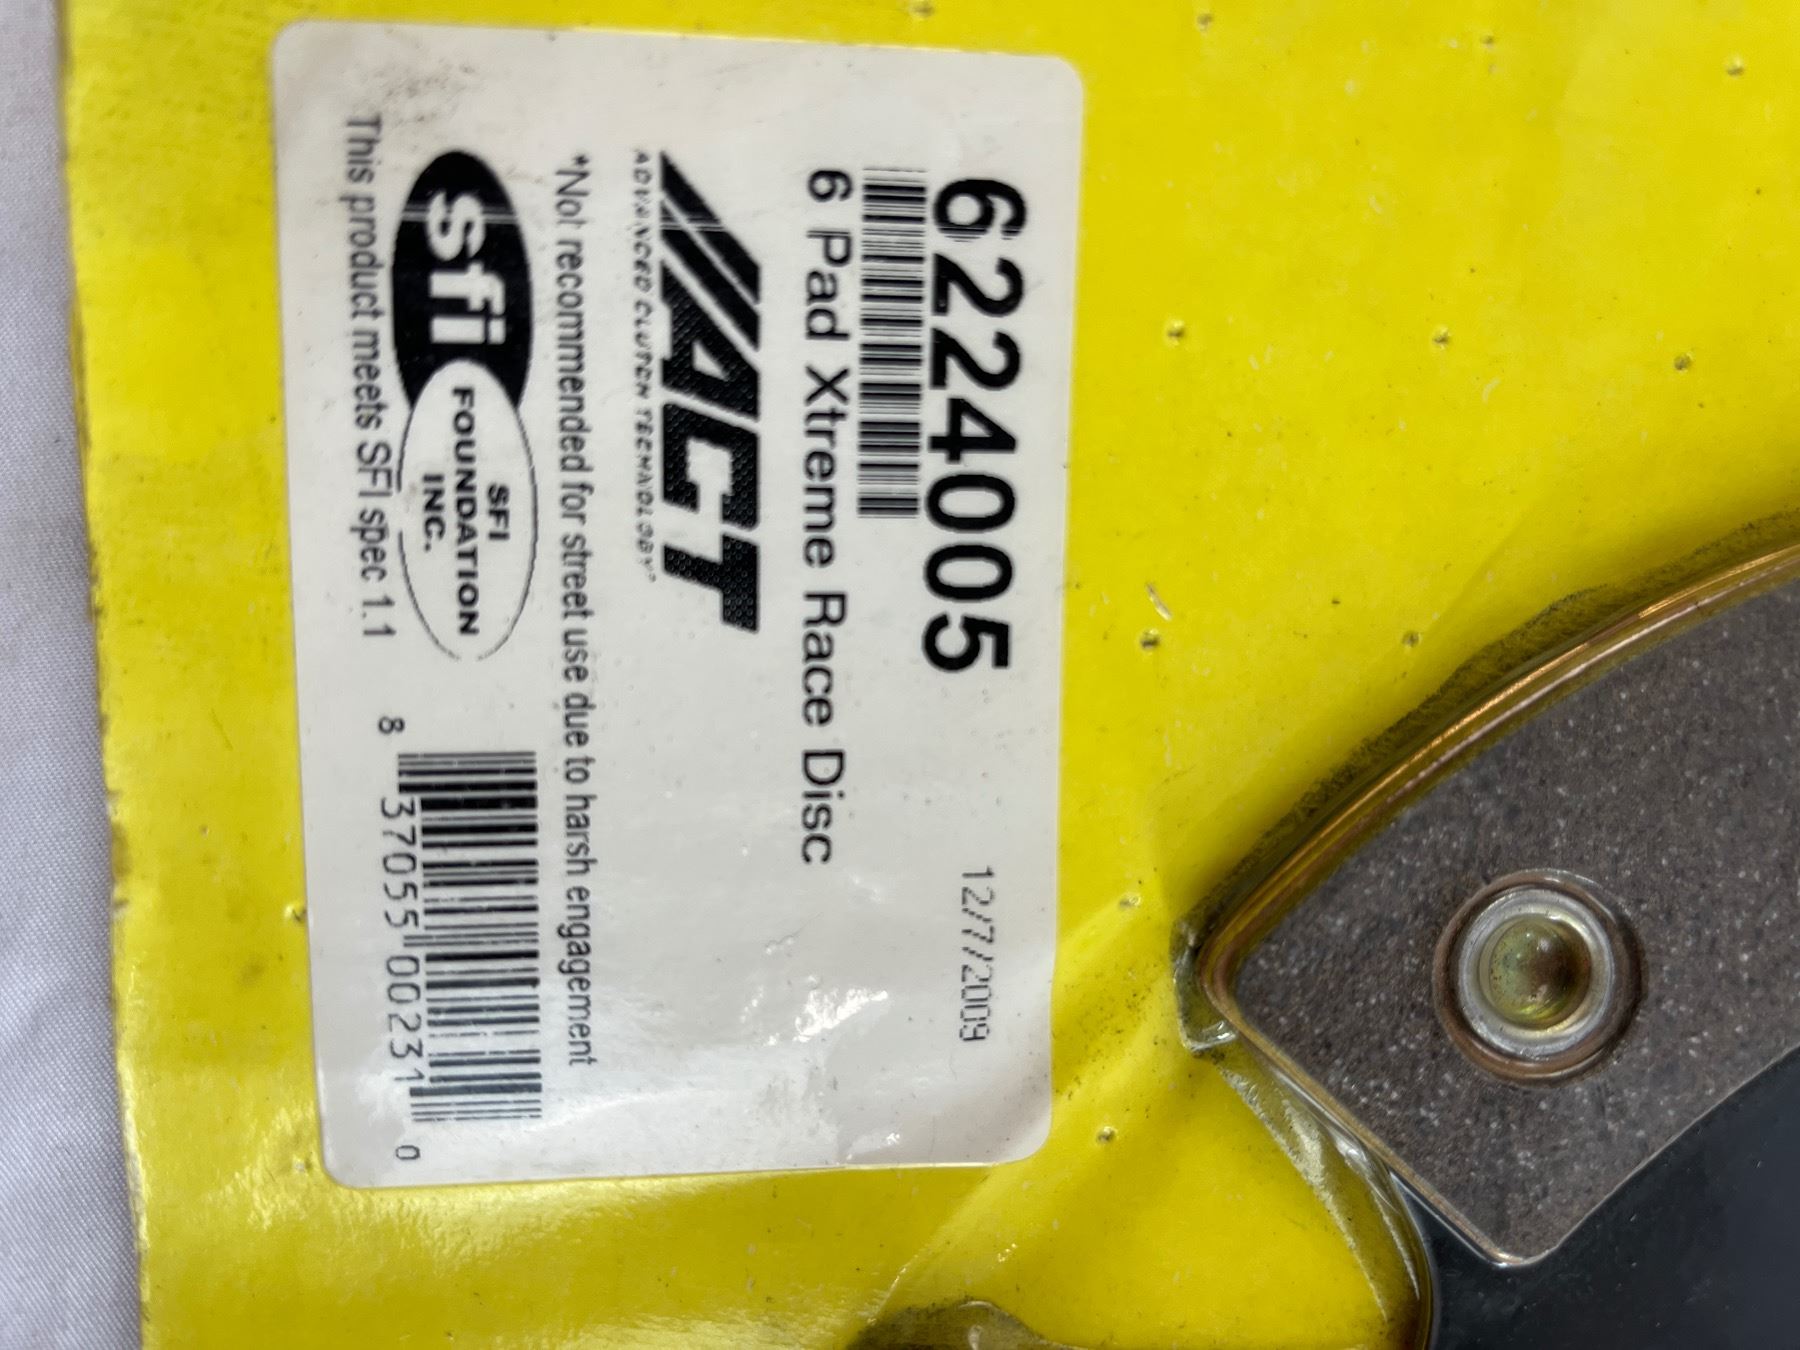 6224005
12/7/2009
6 Pad Xtreme Race Disc
ACT
ADVANCED CLUTCH TECHNOLOGY
*Not recommended for street use due to harsh engagement
sfi
SFI
FOUNDATION
INC.
This product meets SFI spec 1.1
8 37055 00231 0